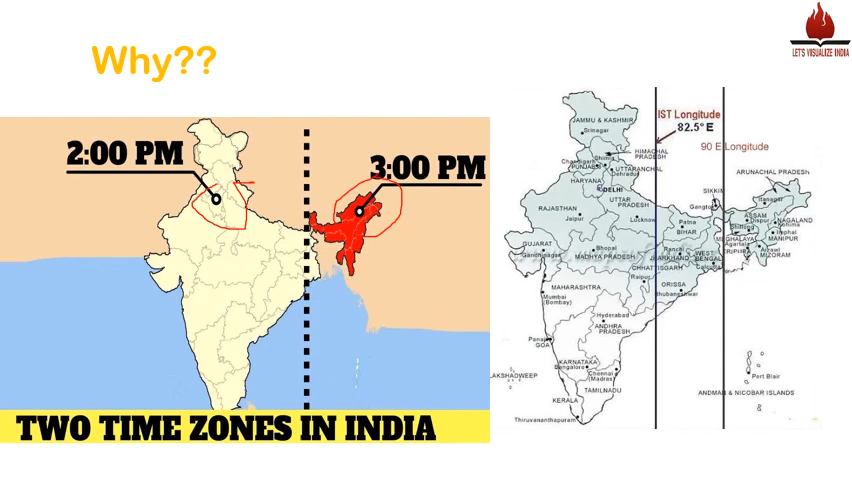 Why??
LET'S VISUALIZE INDIA
2:00 PM
3:00 PM
TWO TIME ZONES IN INDIA
IST Longitude
82.5° E
90 E Longitude
JAMMU & KASHMIR
Srinagar
HIMACHAL
PRADESH
Shimla
Chandigarh
PUNJAB
UTTARANCHAL
Dehradun
HARYANA
DELHI
ARUNACHAL PRADESH
Itanagar
SIKKIM
Gangtok
UTTAR
PRADESH
Lucknow
RAJASTHAN
Jaipur
ASSAM
Dispur
NAGALAND
Kohima
Shillong
MEGHALAYA
Imphal
MANIPUR
Agartala
TRIPURA
Aizawl
MIZORAM
Patna
BIHAR
GUJARAT
Gandhinagar
Bhopal
MADHYA PRADESH
Ranchi
JHARKHAND
WEST
BENGAL
Calcutta
CHHATTISGARH
Raipur
ORISSA
Bhubaneshwar
MAHARASHTRA
Mumbai
(Bombay)
Hyderabad
ANDHRA
PRADESH
Panaji
GOA
KARNATAKA
Bangalore
Chennai
(Madras)
LAKSHADWEEP
TAMILNADU
KERALA
Thiruvananthapuram
Port Blair
ANDMAN & NICOBAR ISLANDS